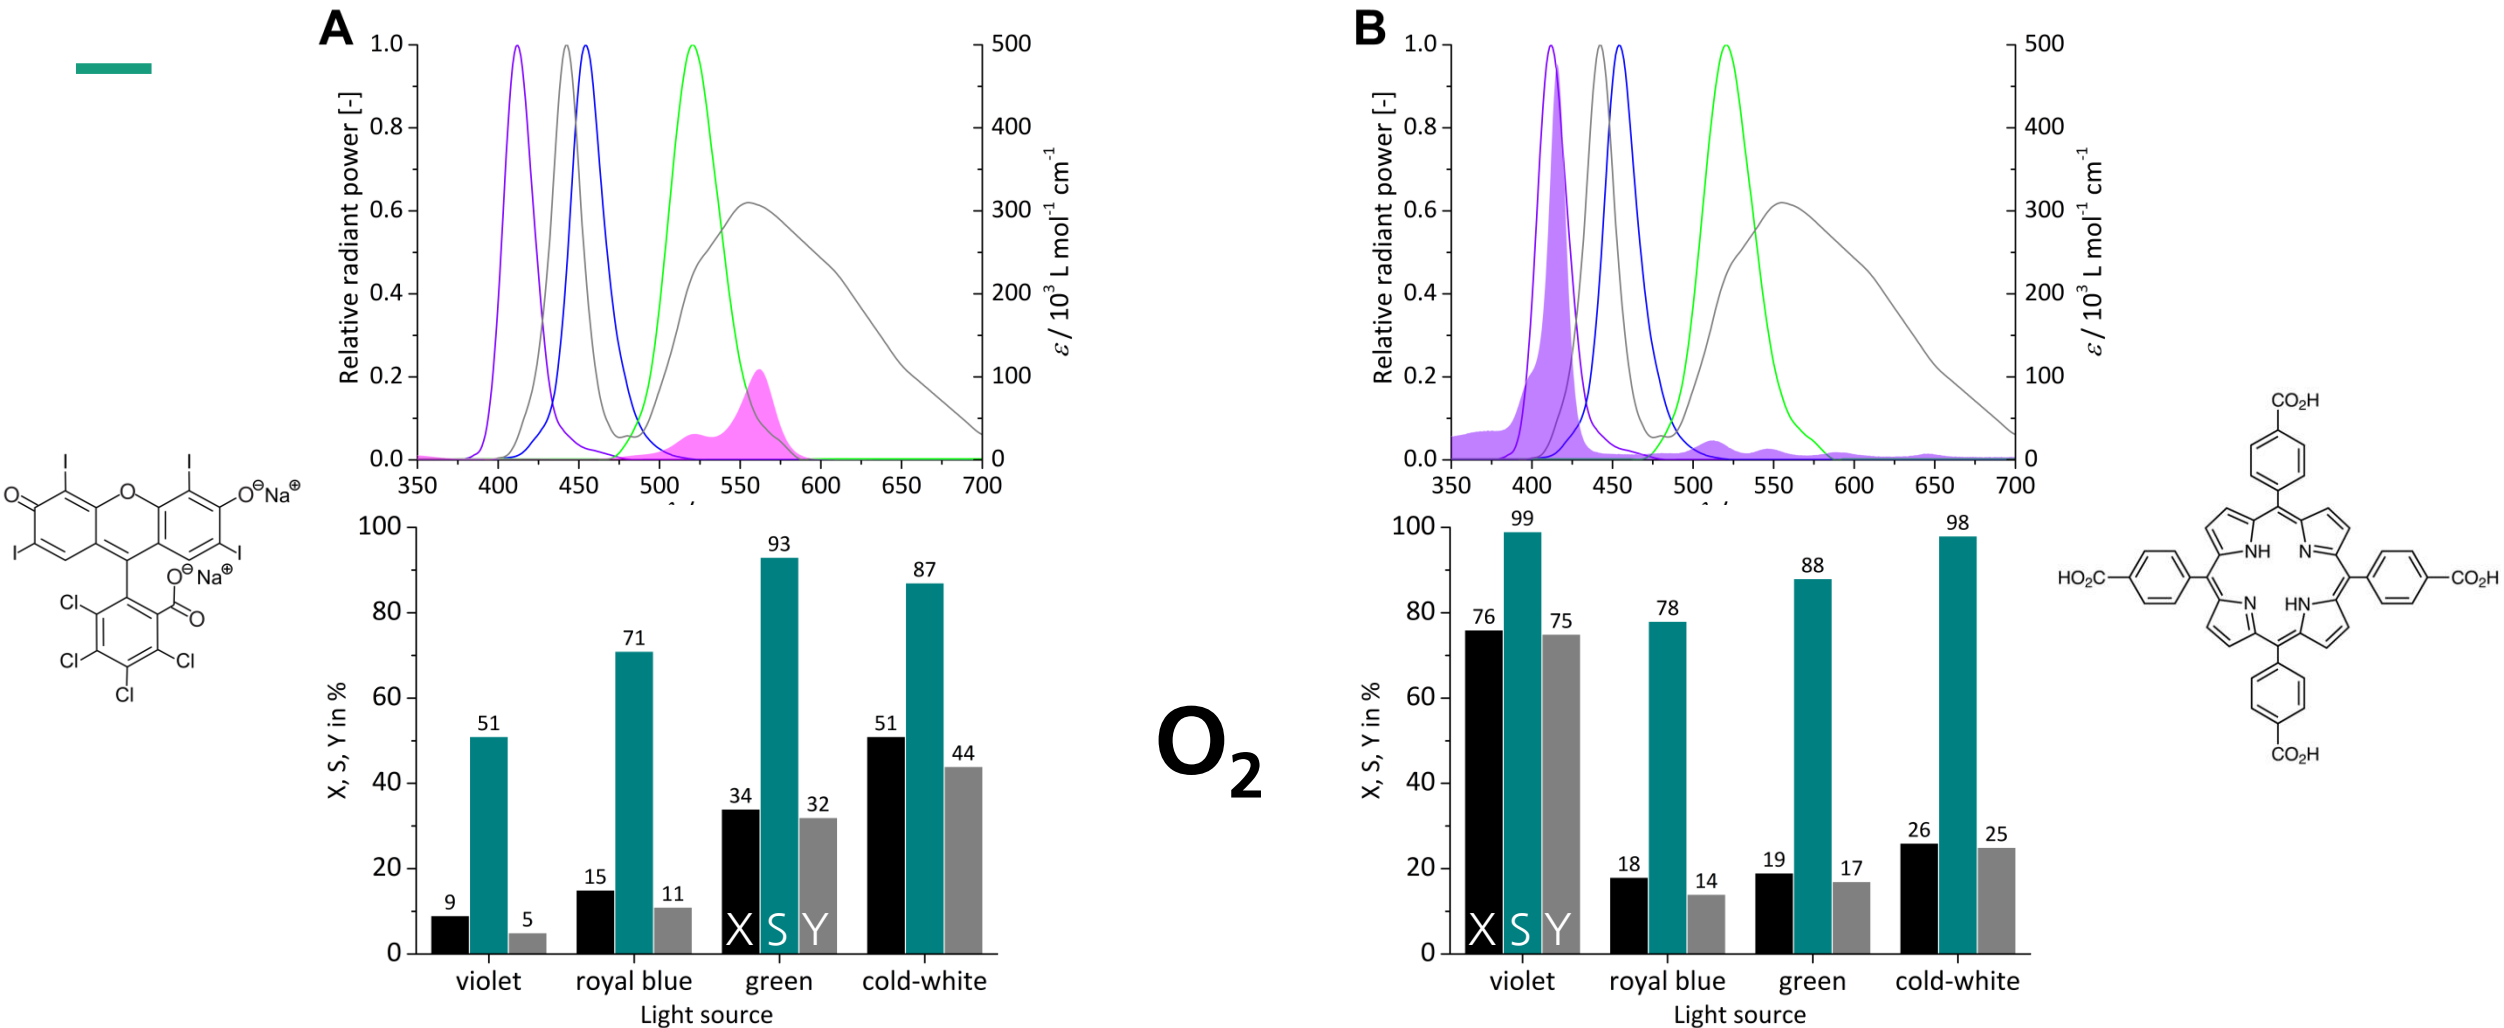 A
Relative radiant power [-]
1.0
0.8
0.6
0.4
0.2
0.0
500
400
300
200
100
0
ε / 10³ L mol⁻¹ cm⁻¹
350 400 450 500 550 600 650 700
B
Relative radiant power [-]
1.0
0.8
0.6
0.4
0.2
0.0
500
400
300
200
100
0
ε / 10³ L mol⁻¹ cm⁻¹
350 400 450 500 550 600 650 700
I I
O O O⊖ Na⊕
I I
O⊖ Na⊕
Cl O
Cl Cl
Cl
X, S, Y in %
100
80
60
40
20
0
9 51 5
15 71 11
34 93 32
51 87 44
X S Y
violet royal blue green cold-white
Light source
O₂
X, S, Y in %
100
80
60
40
20
0
76 99 75
18 78 14
19 88 17
26 98 25
X S Y
violet royal blue green cold-white
Light source
CO₂H
NH N
HO₂C CO₂H
N HN
CO₂H